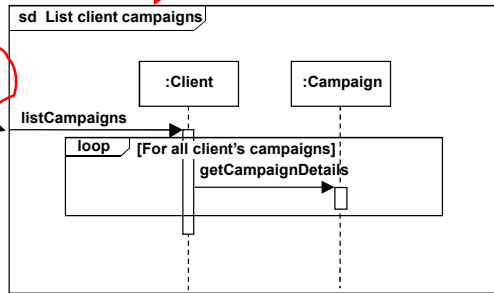 sd List client campaigns
:Client
:Campaign
listCampaigns
loop
[For all client's campaigns]
getCampaignDetails